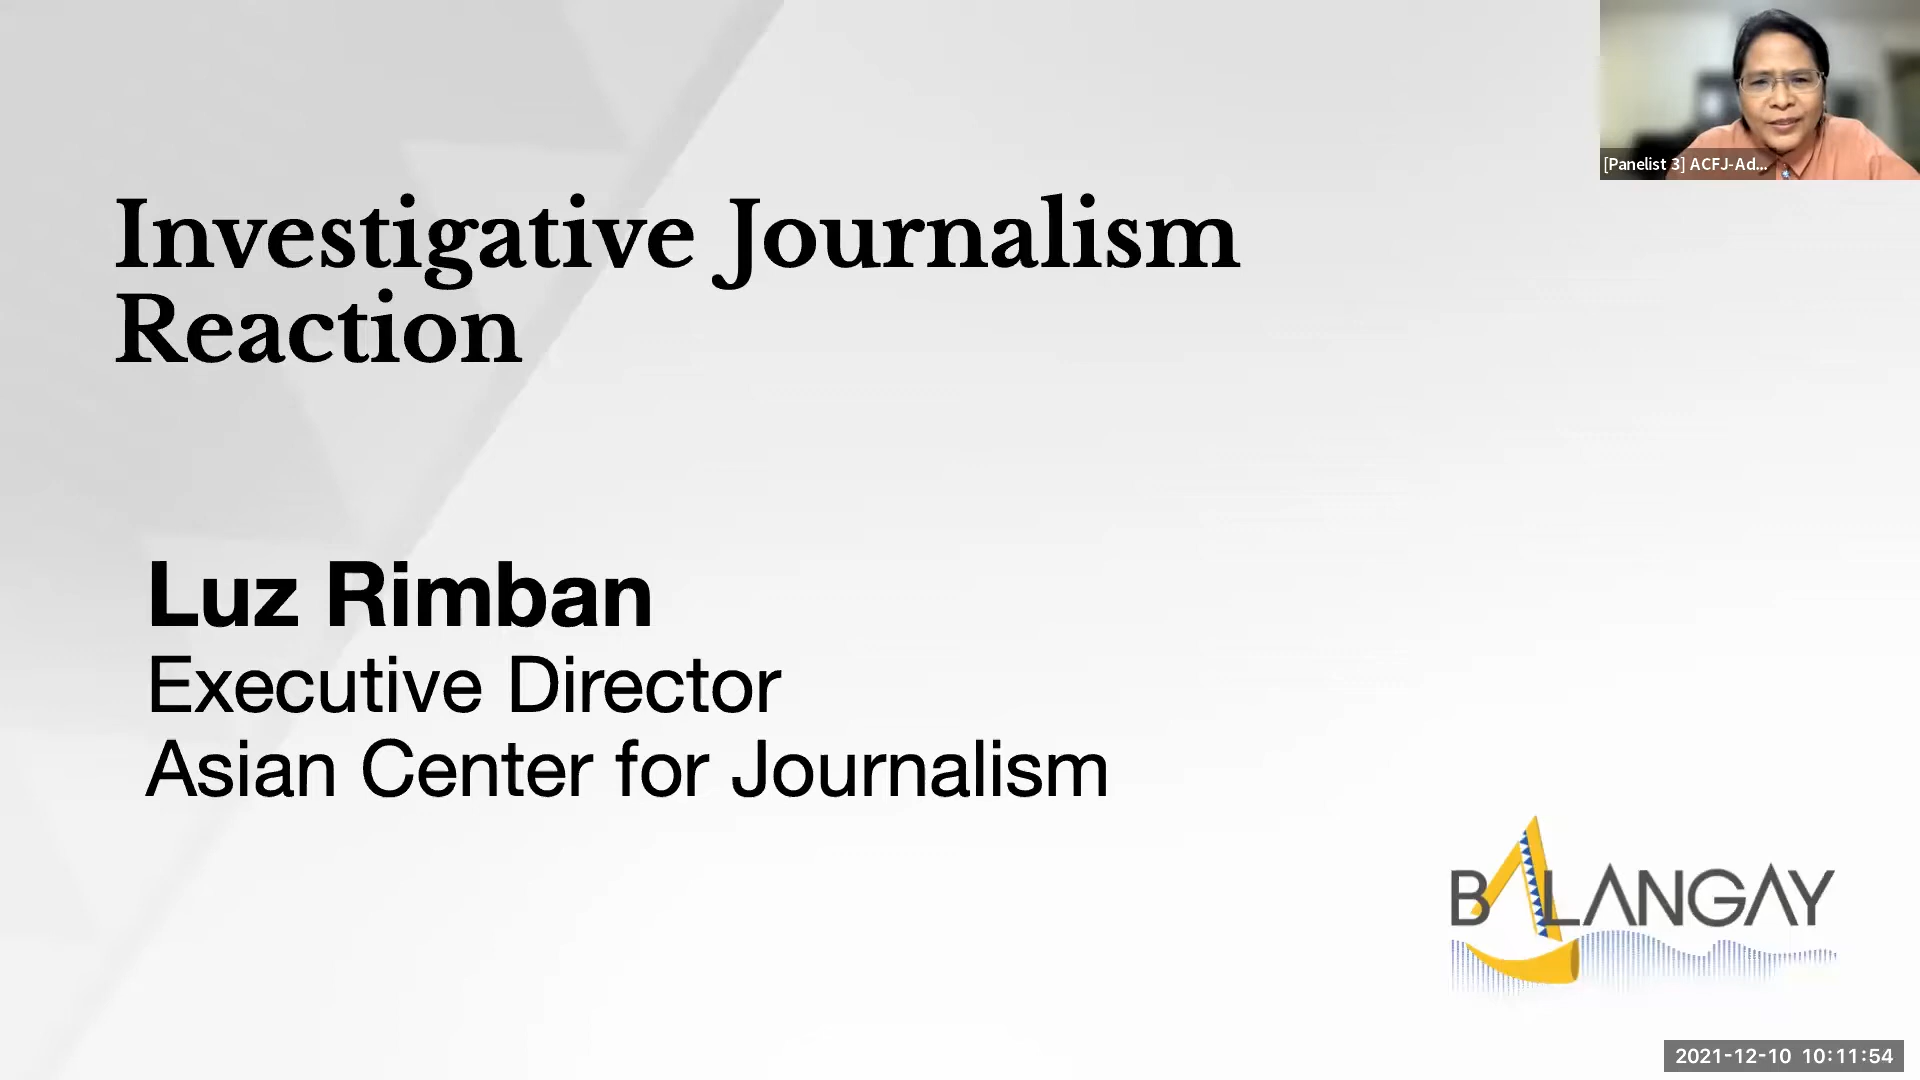 [Panelist 3] ACFJ-Ad...
Investigative Journalism
Reaction
Luz Rimban
Executive Director
Asian Center for Journalism
BALANGAY
2021-12-10 10:11:54